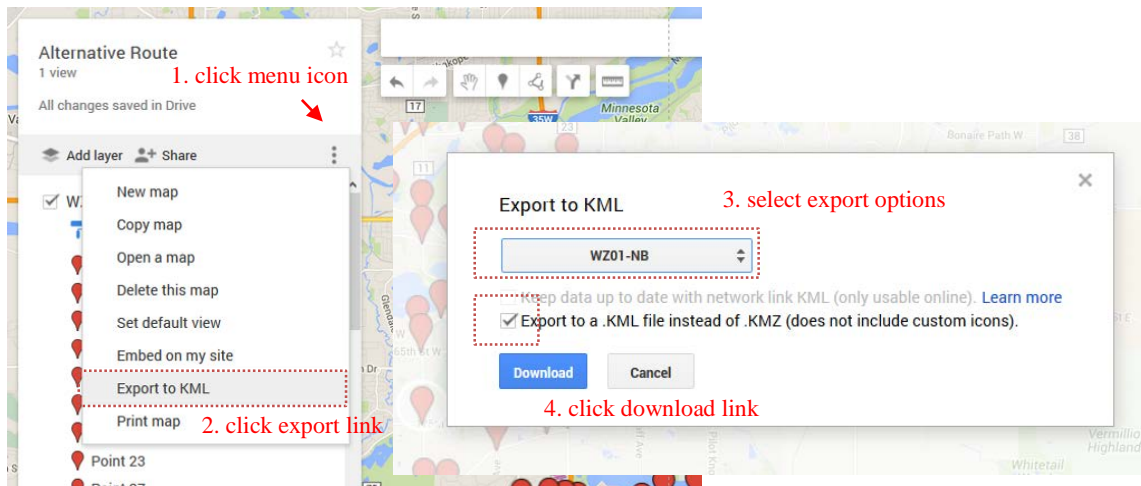 Alternative Route
1 view
1. click menu icon
All changes saved in Drive
Add layer
Share
New map
Copy map
Open a map
Delete this map
Set default view
Embed on my site
Export to KML
Print map
2. click export link
Point 23
17
35W
Minnesota
Valley
23
11
Bonaire Path W
38
3. select export options
Export to KML
WZ01-NB
Keep data up to date with network link KML (only usable online). Learn more
Export to a .KML file instead of .KMZ (does not include custom icons).
Download
Cancel
4. click download link
65th St W
Vermillio
Highland
Whitetail